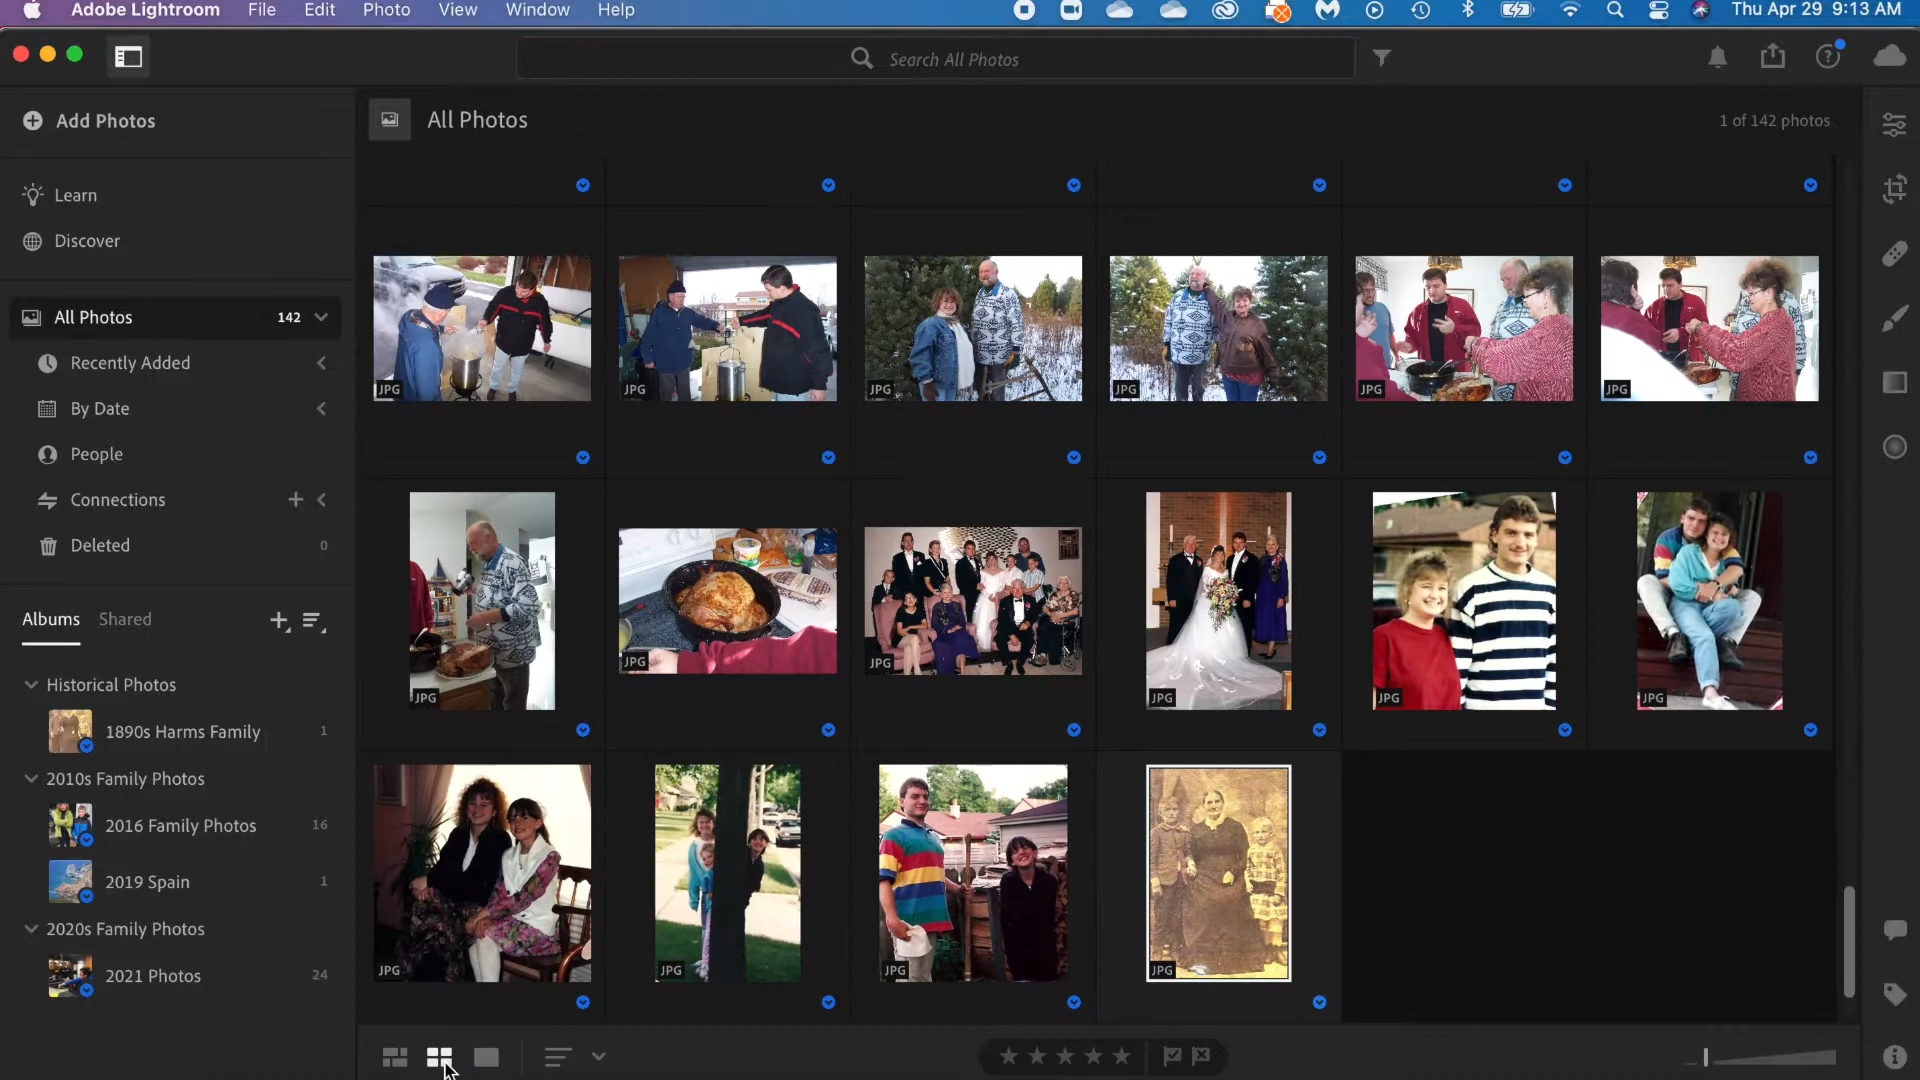 Adobe Lightroom File Edit Photo View Window Help Thu Apr 29 9:13 AM
Search All Photos
Add Photos
All Photos
1 of 142 photos
Learn
Discover
All Photos 142
Recently Added
By Date
People
Connections
Deleted 0
Albums Shared
Historical Photos
1890s Harms Family 1
2010s Family Photos
2016 Family Photos 16
2019 Spain 1
2020s Family Photos
2021 Photos 24
JPG JPG JPG JPG JPG JPG
JPG JPG JPG JPG JPG JPG
JPG JPG JPG JPG